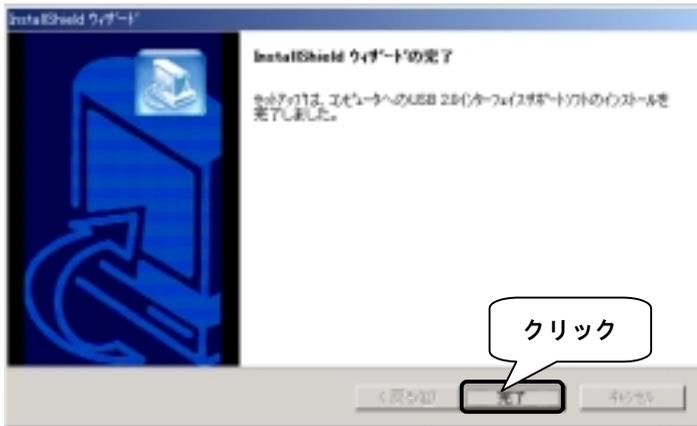 InstallShield ウィザード
InstallShield ウィザードの完了
セットアップは、コンピュータへのUSB 2.0インターフェイスサポートソフトのインストールを
完了しました。
クリック
< 戻る(B)
完了
キャンセル